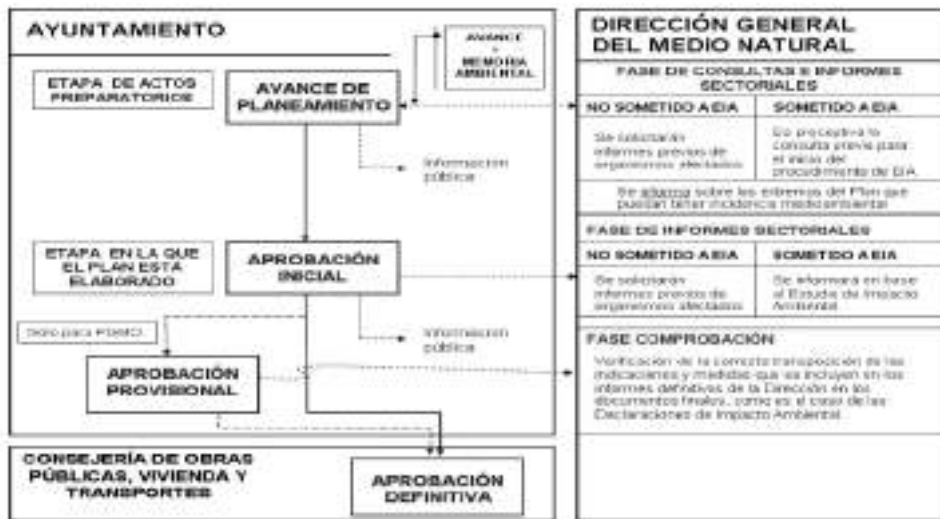 AYUNTAMIENTO
AVANCE
+
MEMORIA
AMBIENTAL
ETAPA DE ACTOS
PREPARATORIOS
AVANCE DE
PLANEAMIENTO
Información
pública
ETAPA EN LA QUE
EL PLAN ESTA
ELABORADO
APROBACIÓN
INICIAL
Solo para
Información
pública
APROBACIÓN
PROVISIONAL
CONSEJERÍA DE OBRAS
PÚBLICAS, VIVIENDA Y
TRANSPORTES
APROBACIÓN
DEFINITIVA
DIRECCIÓN GENERAL
DEL MEDIO NATURAL
FASE DE CONSULTAS E INFORMES
SECTORIALES
NO SOMETIDO A EIA
SOMETIDO A EIA
Se solicitarán
informes previos de
organismos afectados
Es preceptiva la
consulta previa para
el inicio del
procedimiento de EIA
Se informa sobre los extremos del Plan que
puedan tener incidencia medioambiental
FASE DE INFORMES SECTORIALES
NO SOMETIDO A EIA
SOMETIDO A EIA
Se solicitarán
informes previos de
organismos afectados
Se informará en base
al Estudio de Impacto
Ambiental
FASE COMPROBACIÓN
Verificación de la correcta transposición de las
indicaciones y medidas que se incluyen en los
informes definitivos de la Dirección en los
documentos finales, como es el caso de las
Declaraciones de Impacto Ambiental